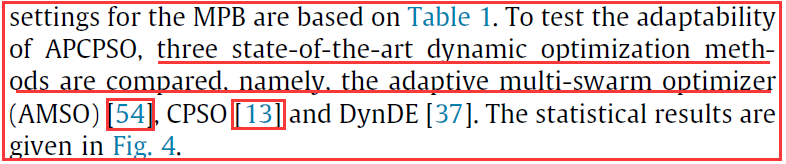 settings for the MPB are based on Table 1. To test the adaptability
of APCPSO, three state-of-the-art dynamic optimization meth-
ods are compared, namely, the adaptive multi-swarm optimizer
(AMSO) [54], CPSO [13] and DynDE [37]. The statistical results are
given in Fig. 4.